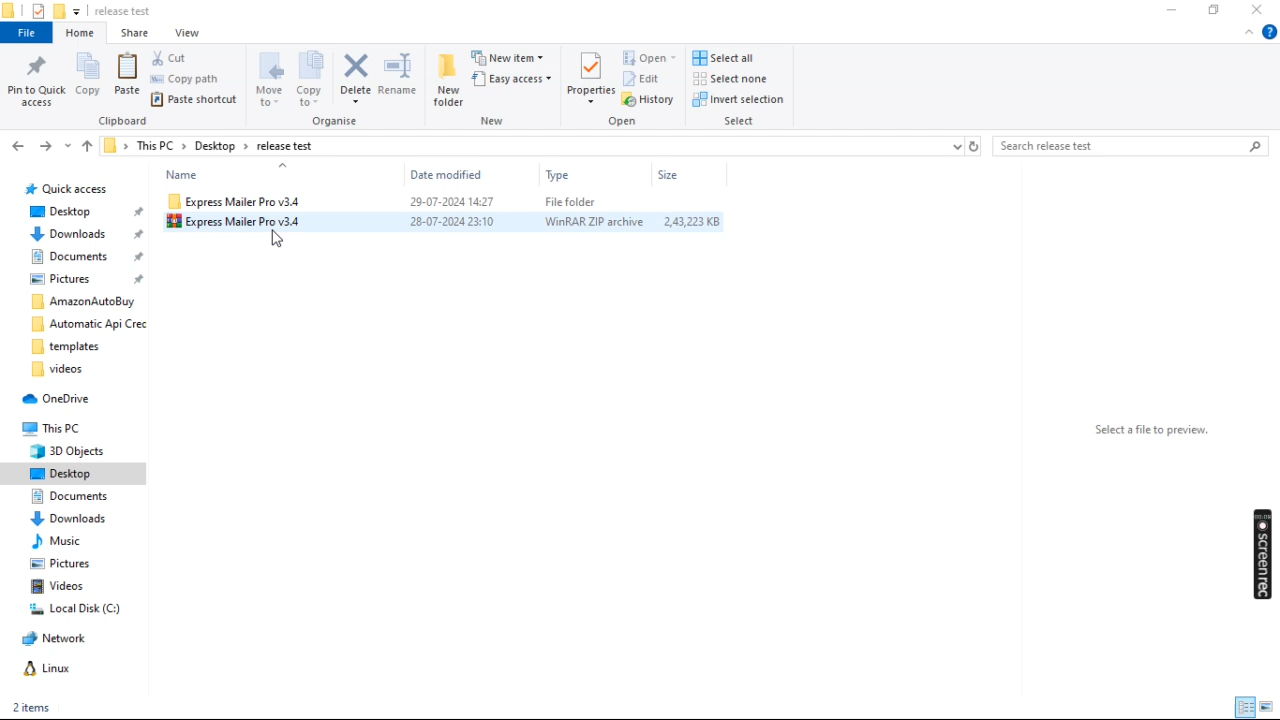 release test
File Home Share View
Pin to Quick access
Copy
Paste
Cut
Copy path
Paste shortcut
Clipboard
Move to
Copy to
Delete
Rename
Organise
New folder
New item
Easy access
New
Properties
Open
Edit
History
Open
Select all
Select none
Invert selection
Select
This PC > Desktop > release test
Search release test
Name Date modified Type Size
Express Mailer Pro v3.4 29-07-2024 14:27 File folder
Express Mailer Pro v3.4 28-07-2024 23:10 WinRAR ZIP archive 2,43,223 KB
Quick access
Desktop
Downloads
Documents
Pictures
AmazonAutoBuy
Automatic Api Crec
templates
videos
OneDrive
This PC
3D Objects
Desktop
Documents
Downloads
Music
Pictures
Videos
Local Disk (C:)
Network
Linux
Select a file to preview.
screenrec
2 items